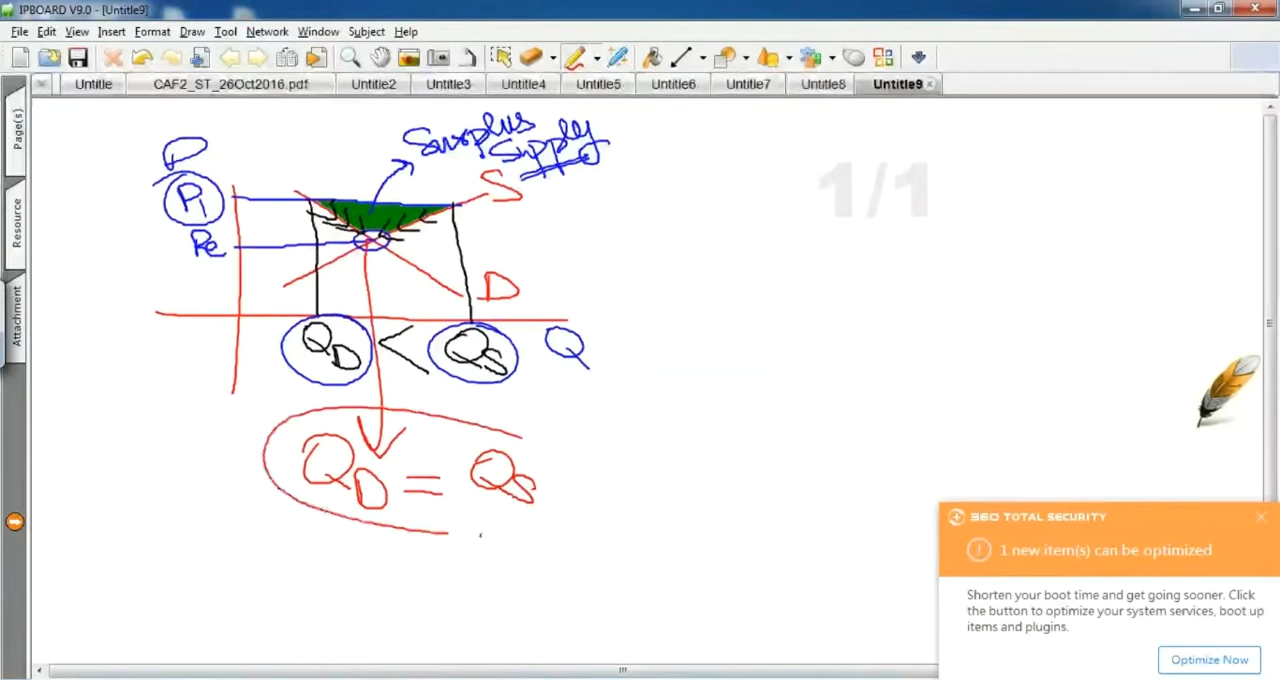 IPBOARD V9.0 - [Untitle9]
File Edit View Insert Format Draw Tool Network Window Subject Help
Untitle CAF2_ST_26Oct2016.pdf Untitle2 Untitle3 Untitle4 Untitle5 Untitle6 Untitle7 Untitle8 Untitle9
Page(s)
Resource
Attachment
1/1
P
Surplus
Supply
P1
S
Pe
D
QD < QS Q
QD = QS
360 TOTAL SECURITY
1 new item(s) can be optimized
Shorten your boot time and get going sooner. Click
the button to optimize your system services, boot up
items and plugins.
Optimize Now